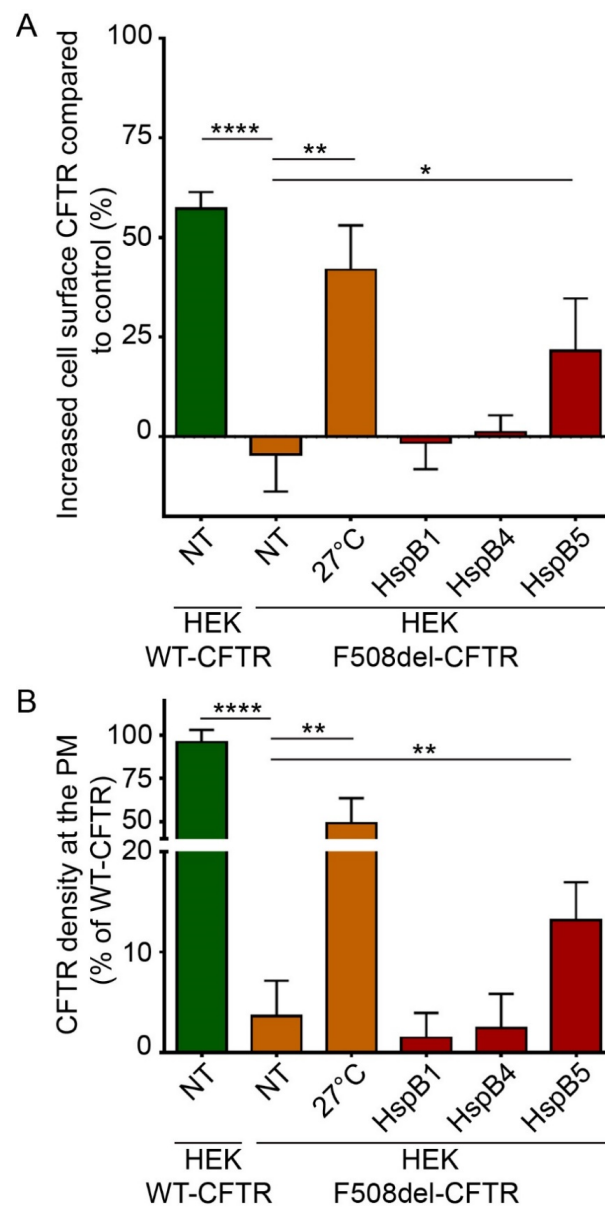 A
Increased cell surface CFTR compared
to control (%)
100
50
25
0
****
**
*
NT
NT
27°C
HspB1
HspB4
HspB5
HEK
HEK
WT-CFTR
F508del-CFTR
B
CFTR density at the PM
(% of WT-CFTR)
100
75
50
20
10
0
****
**
**
NT
NT
27°C
HspB1
HspB4
HspB5
HEK
HEK
WT-CFTR
F508del-CFTR